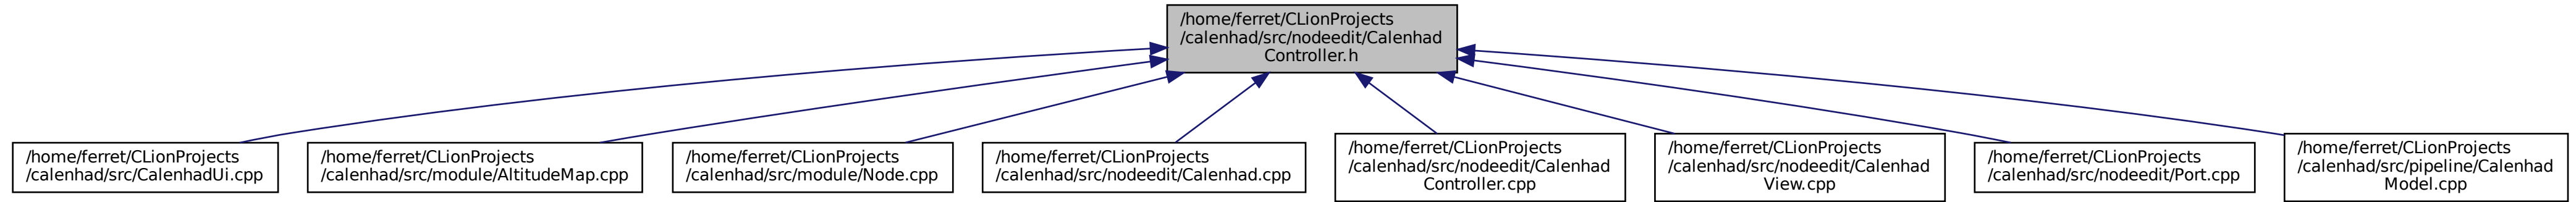 /home/ferret/CLionProjects
/calenhad/src/nodeedit/Calenhad
Controller.h
/home/ferret/CLionProjects
/calenhad/src/CalenhadUi.cpp
/home/ferret/CLionProjects
/calenhad/src/module/AltitudeMap.cpp
/home/ferret/CLionProjects
/calenhad/src/module/Node.cpp
/home/ferret/CLionProjects
/calenhad/src/nodeedit/Calenhad.cpp
/home/ferret/CLionProjects
/calenhad/src/nodeedit/Calenhad
Controller.cpp
/home/ferret/CLionProjects
/calenhad/src/nodeedit/Calenhad
View.cpp
/home/ferret/CLionProjects
/calenhad/src/nodeedit/Port.cpp
/home/ferret/CLionProjects
/calenhad/src/pipeline/Calenhad
Model.cpp